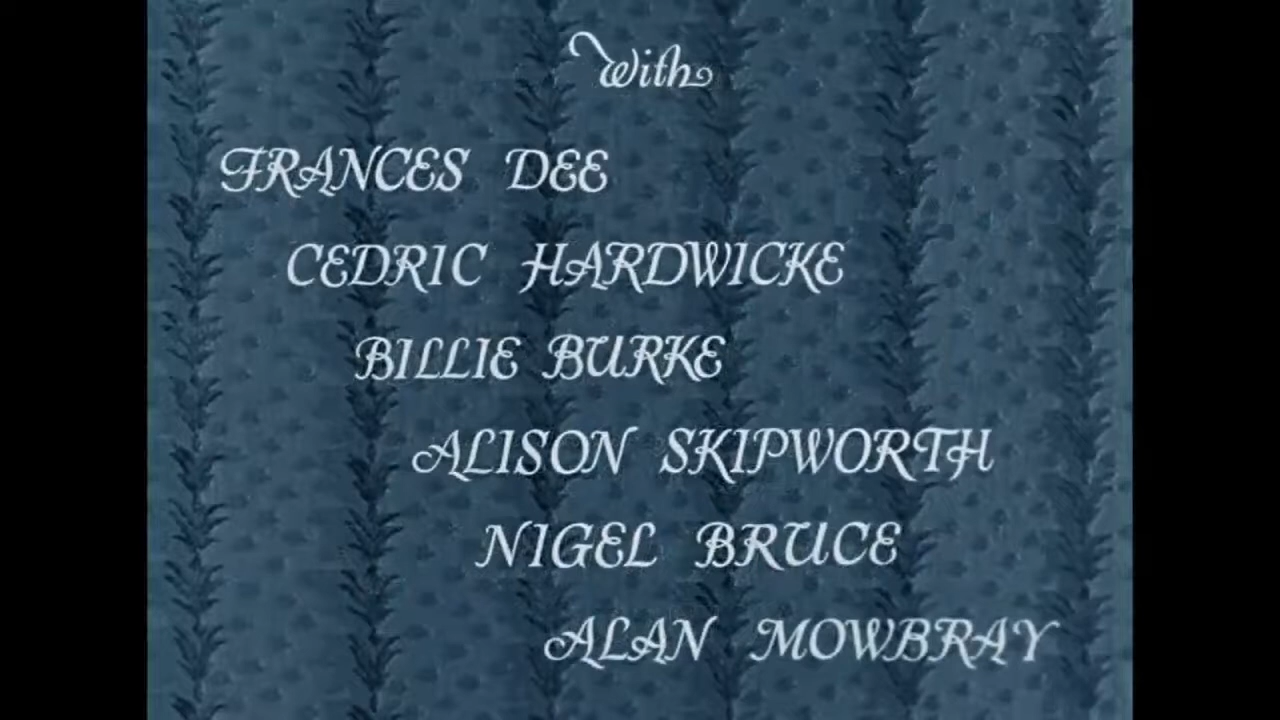 With
FRANCES DEE
CEDRIC HARDWICKE
BILLIE BURKE
ALISON SKIPWORTH
NIGEL BRUCE
ALAN MOWBRAY